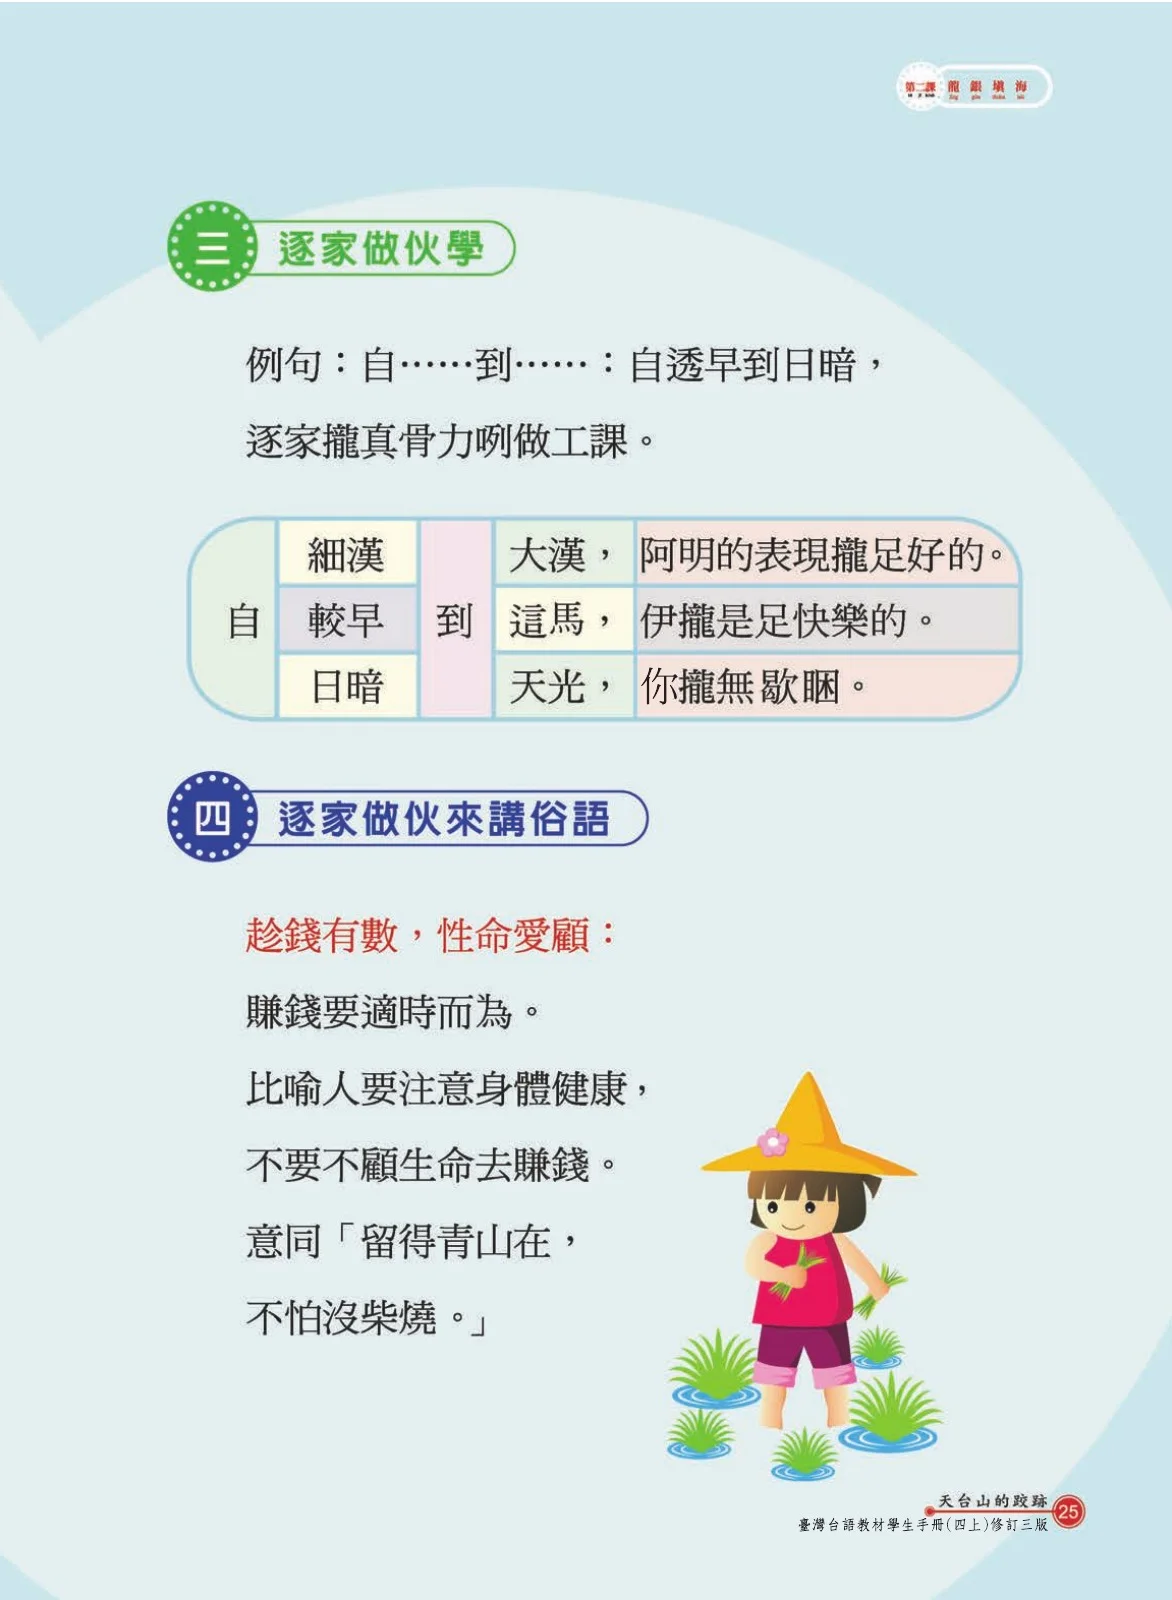 第二課 龍銀塡海
三 逐家做伙學
例句：自……到……：自透早到日暗，
逐家攏真骨力咧做工課。
自 細漢 到 大漢， 阿明的表現攏足好的。
較早 這馬， 伊攏是足快樂的。
日暗 天光， 你攏無歇睏。
四 逐家做伙來講俗語
趁錢有數，性命愛顧：
賺錢要適時而為。
比喻人要注意身體健康，
不要不顧生命去賺錢。
意同「留得青山在，
不怕沒柴燒。」
天台山的跤跡
臺灣台語教材學生手冊(四上)修訂三版 25